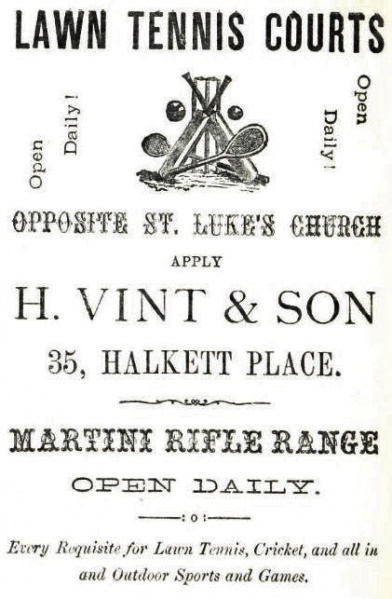 LAWN TENNIS COURTS
Open Daily!
Open Daily!
OPPOSITE ST. LUKE'S CHURCH
APPLY
H. VINT & SON
35, HALKETT PLACE.
MARTINI RIFLE RANGE
OPEN DAILY.
:o:
Every Requisite for Lawn Tennis, Cricket, and all in
and Outdoor Sports and Games.